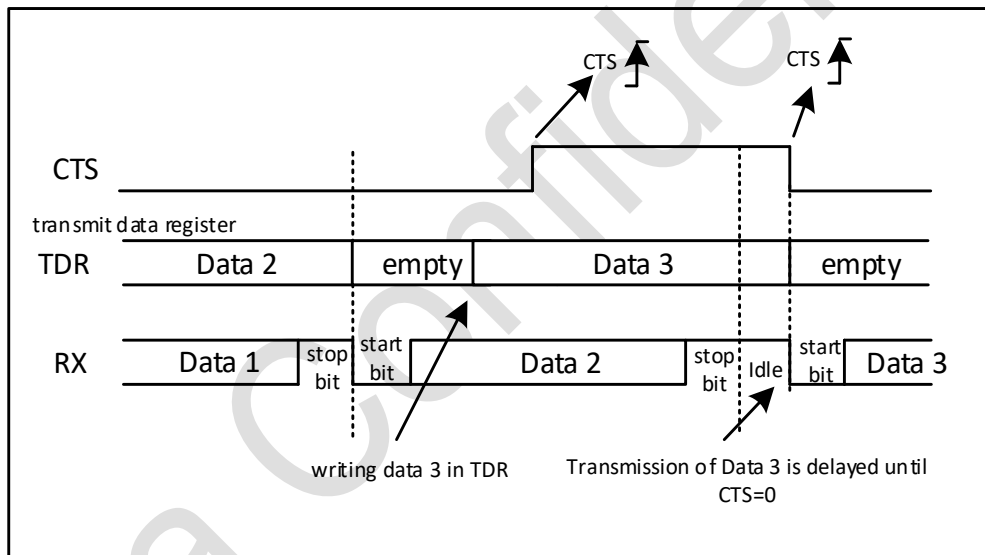 CTS
CTS
CTS
transmit data register
TDR
Data 2
empty
Data 3
empty
RX
Data 1
stop bit
start bit
Data 2
stop bit
Idle
start bit
Data 3
writing data 3 in TDR
Transmission of Data 3 is delayed until
CTS=0